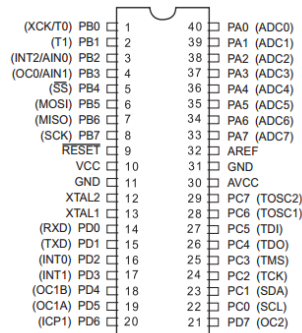 (XCK/T0) PB0 1 40 PA0 (ADC0)
(T1) PB1 2 39 PA1 (ADC1)
(INT2/AIN0) PB2 3 38 PA2 (ADC2)
(OC0/AIN1) PB3 4 37 PA3 (ADC3)
(SS) PB4 5 36 PA4 (ADC4)
(MOSI) PB5 6 35 PA5 (ADC5)
(MISO) PB6 7 34 PA6 (ADC6)
(SCK) PB7 8 33 PA7 (ADC7)
RESET 9 32 AREF
VCC 10 31 GND
GND 11 30 AVCC
XTAL2 12 29 PC7 (TOSC2)
XTAL1 13 28 PC6 (TOSC1)
(RXD) PD0 14 27 PC5 (TDI)
(TXD) PD1 15 26 PC4 (TDO)
(INT0) PD2 16 25 PC3 (TMS)
(INT1) PD3 17 24 PC2 (TCK)
(OC1B) PD4 18 23 PC1 (SDA)
(OC1A) PD5 19 22 PC0 (SCL)
(ICP1) PD6 20 21 PD7 (OC2)